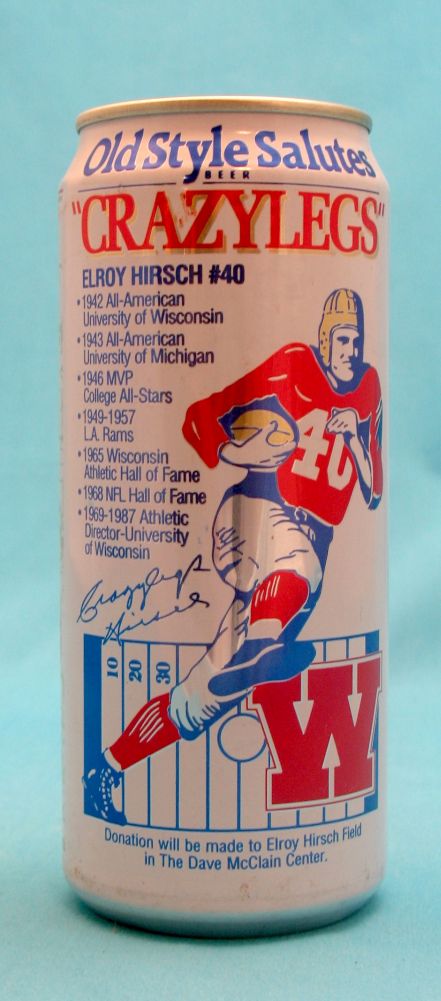 Old Style Salutes
BEER
"CRAZYLEGS"
ELROY HIRSCH #40
•1942 All-American
University of Wisconsin
•1943 All-American
University of Michigan
•1946 MVP
College All-Stars
•1949-1957
L.A. Rams
•1965 Wisconsin
Athletic Hall of Fame
•1968 NFL Hall of Fame
•1969-1987 Athletic
Director-University
of Wisconsin
40
Crazylegs
Hirsch
10 20 30
W
Donation will be made to Elroy Hirsch Field
in The Dave McClain Center.